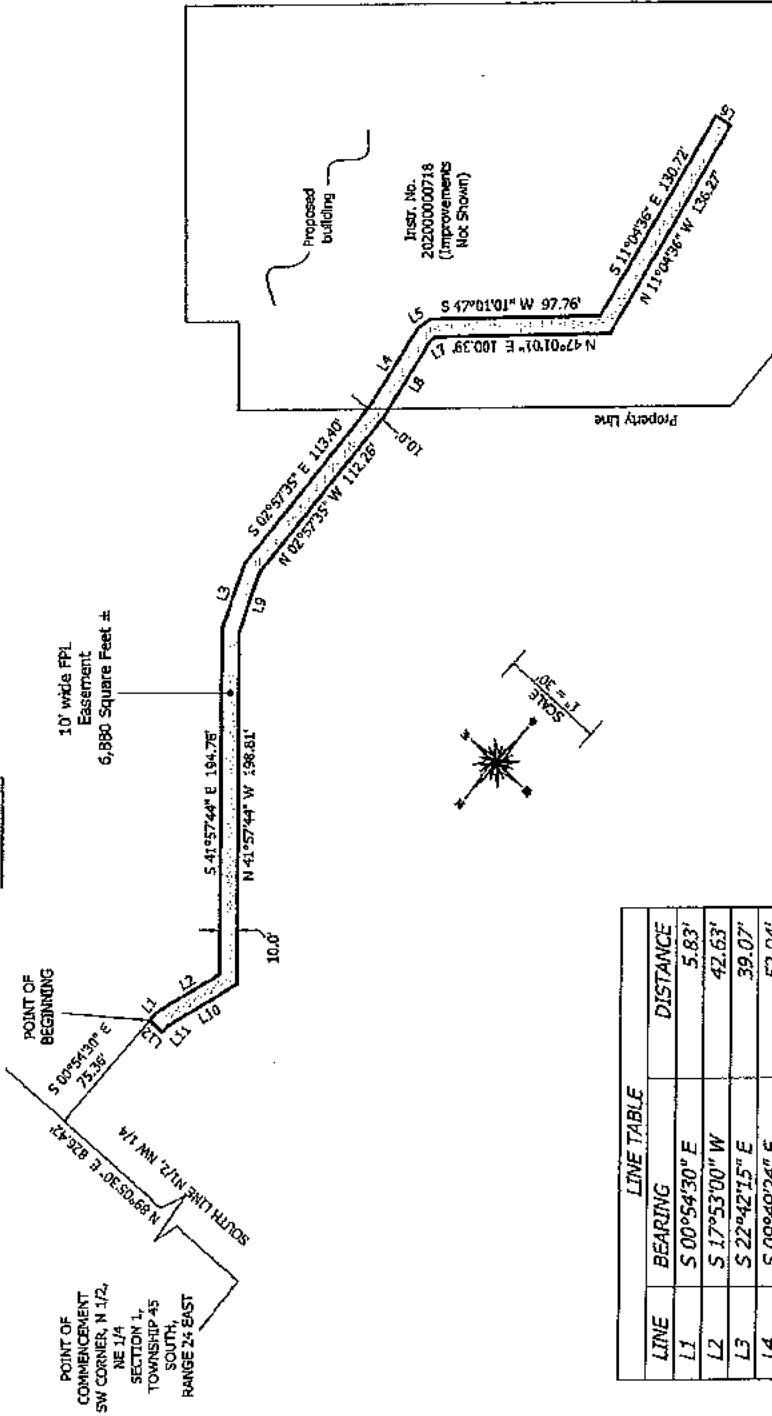 POINT OF
COMMENCEMENT
SW CORNER, N 1/2,
NE 1/4
SECTION 1,
TOWNSHIP 45
SOUTH,
RANGE 24 EAST
N 89°05'30" E 826.42'
SOUTH LINE N1/2, NW 1/4
S 00°54'30" E
75.36'
POINT OF
BEGINNING
L1
L2
L12
L11
L10
10' wide FPL
Easement
6,880 Square Feet ±
S 41°57'44" E 194.78'
N 41°57'44" W 198.81'
10.0'
L3
L9
S 02°57'35" E 113.40'
N 02°57'35" W 112.26'
10.0'
L4
L5
L8
L7
Proposed
building
Instr. No.
202000000718
(Improvements
Not Shown)
S 47°01'01" W 97.76'
N 47°01'01" E 100.39'
S 11°04'36" E 130.72'
N 11°04'36" W 136.27'
Property Line
SCALE
1" = 30'
LINE TABLE
LINE BEARING DISTANCE
L1 S 00°54'30" E 5.83'
L2 S 17°53'00" W 42.63'
L3 S 22°42'15" E 39.07'
L4